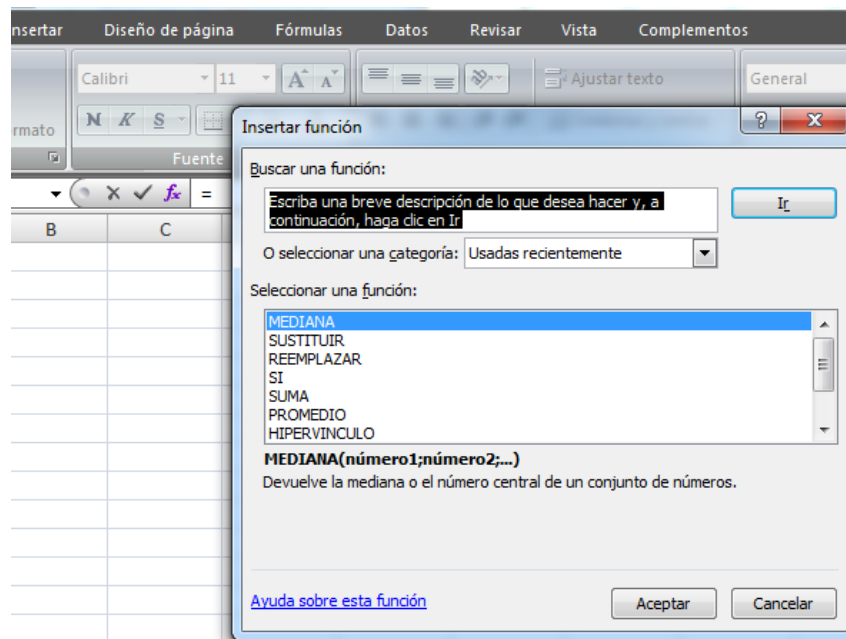 nsertar Diseño de página Fórmulas Datos Revisar Vista Complementos
Calibri 11 A A Ajustar texto General
rmato N K S
Fuente
fx =
B C
Insertar función
Buscar una función:
Escriba una breve descripción de lo que desea hacer y, a
continuación, haga clic en Ir
Ir
O seleccionar una categoría: Usadas recientemente
Seleccionar una función:
MEDIANA
SUSTITUIR
REEMPLAZAR
SI
SUMA
PROMEDIO
HIPERVINCULO
MEDIANA(número1;número2;...)
Devuelve la mediana o el número central de un conjunto de números.
Ayuda sobre esta función Aceptar Cancelar